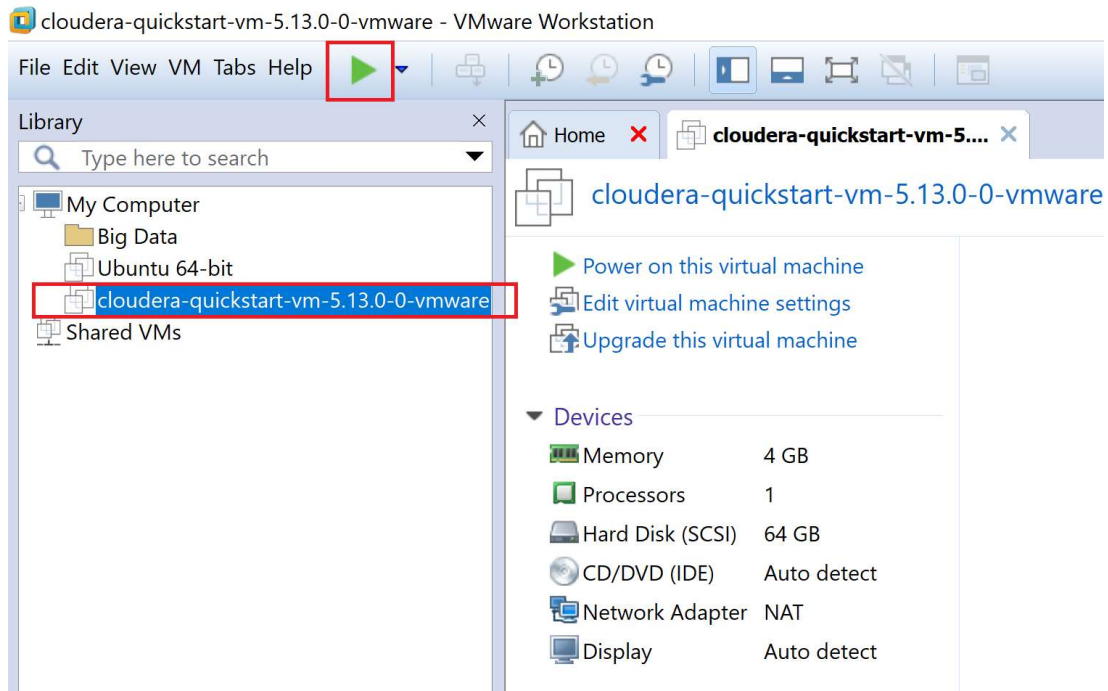 cloudera-quickstart-vm-5.13.0-0-vmware - VMware Workstation
File Edit View VM Tabs Help
Library
Type here to search
My Computer
Big Data
Ubuntu 64-bit
cloudera-quickstart-vm-5.13.0-0-vmware
Shared VMs
Home
cloudera-quickstart-vm-5....
cloudera-quickstart-vm-5.13.0-0-vmware
Power on this virtual machine
Edit virtual machine settings
Upgrade this virtual machine
Devices
Memory 4 GB
Processors 1
Hard Disk (SCSI) 64 GB
CD/DVD (IDE) Auto detect
Network Adapter NAT
Display Auto detect